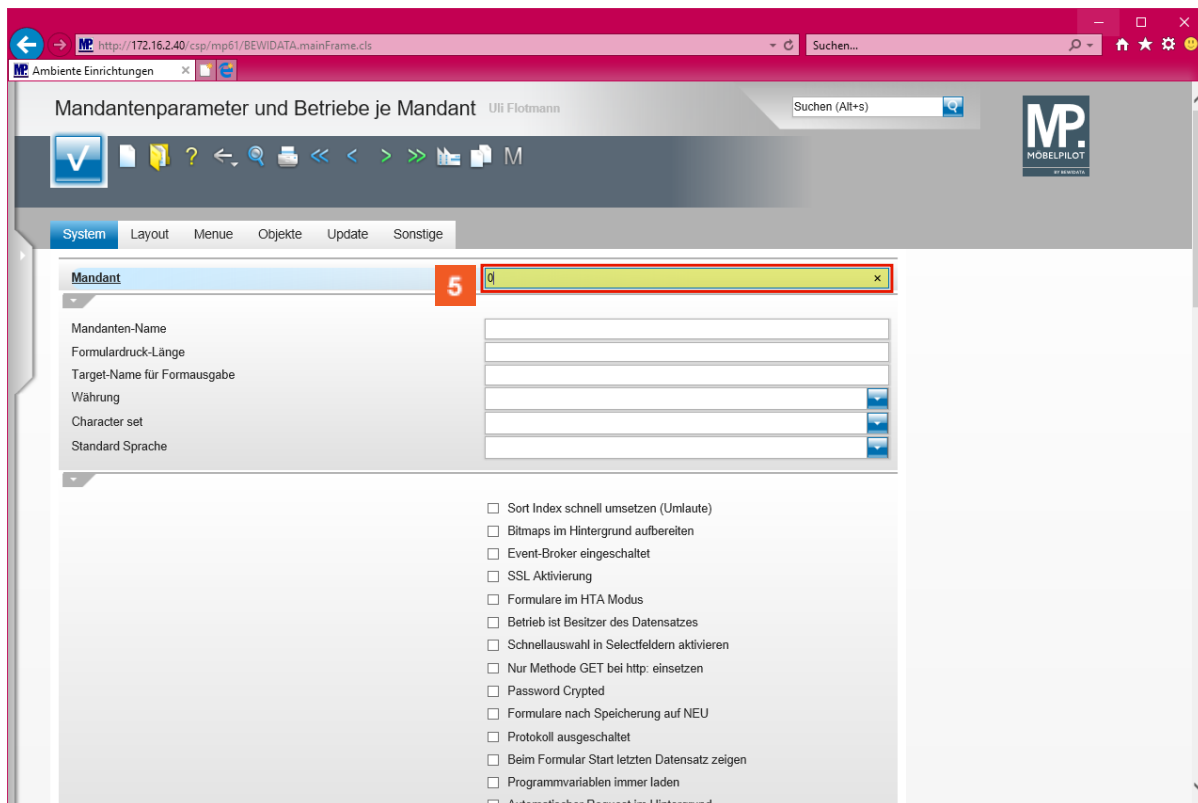 http://172.16.2.40/csp/mp61/BEWIDATA.mainFrame.cls
Suchen...
MP. Ambiente Einrichtungen
Mandantenparameter und Betriebe je Mandant Uli Flotmann
Suchen (Alt+s)
MP.
MÖBELPILOT
BY BEWIDATA
? M
System Layout Menue Objekte Update Sonstige
Mandant 5 0
Mandanten-Name
Formulardruck-Länge
Target-Name für Formausgabe
Währung
Character set
Standard Sprache
Sort Index schnell umsetzen (Umlaute)
Bitmaps im Hintergrund aufbereiten
Event-Broker eingeschaltet
SSL Aktivierung
Formulare im HTA Modus
Betrieb ist Besitzer des Datensatzes
Schnellauswahl in Selectfeldern aktivieren
Nur Methode GET bei http: einsetzen
Password Crypted
Formulare nach Speicherung auf NEU
Protokoll ausgeschaltet
Beim Formular Start letzten Datensatz zeigen
Programmvariablen immer laden